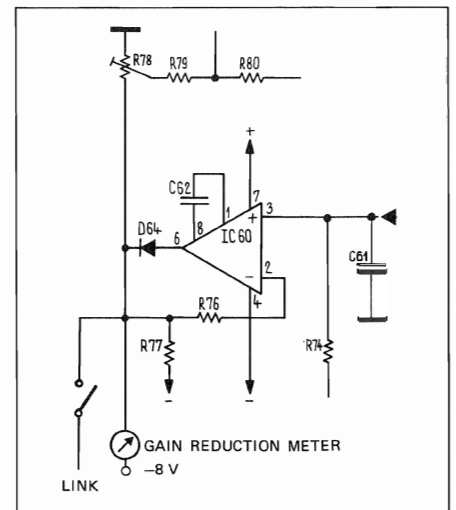 R78
R79
R80
+
C62
7
1
+
3
D64
8
6
IC60
C61
2
-
R76
4
R77
R74
-
-
GAIN REDUCTION METER
-8 V
LINK